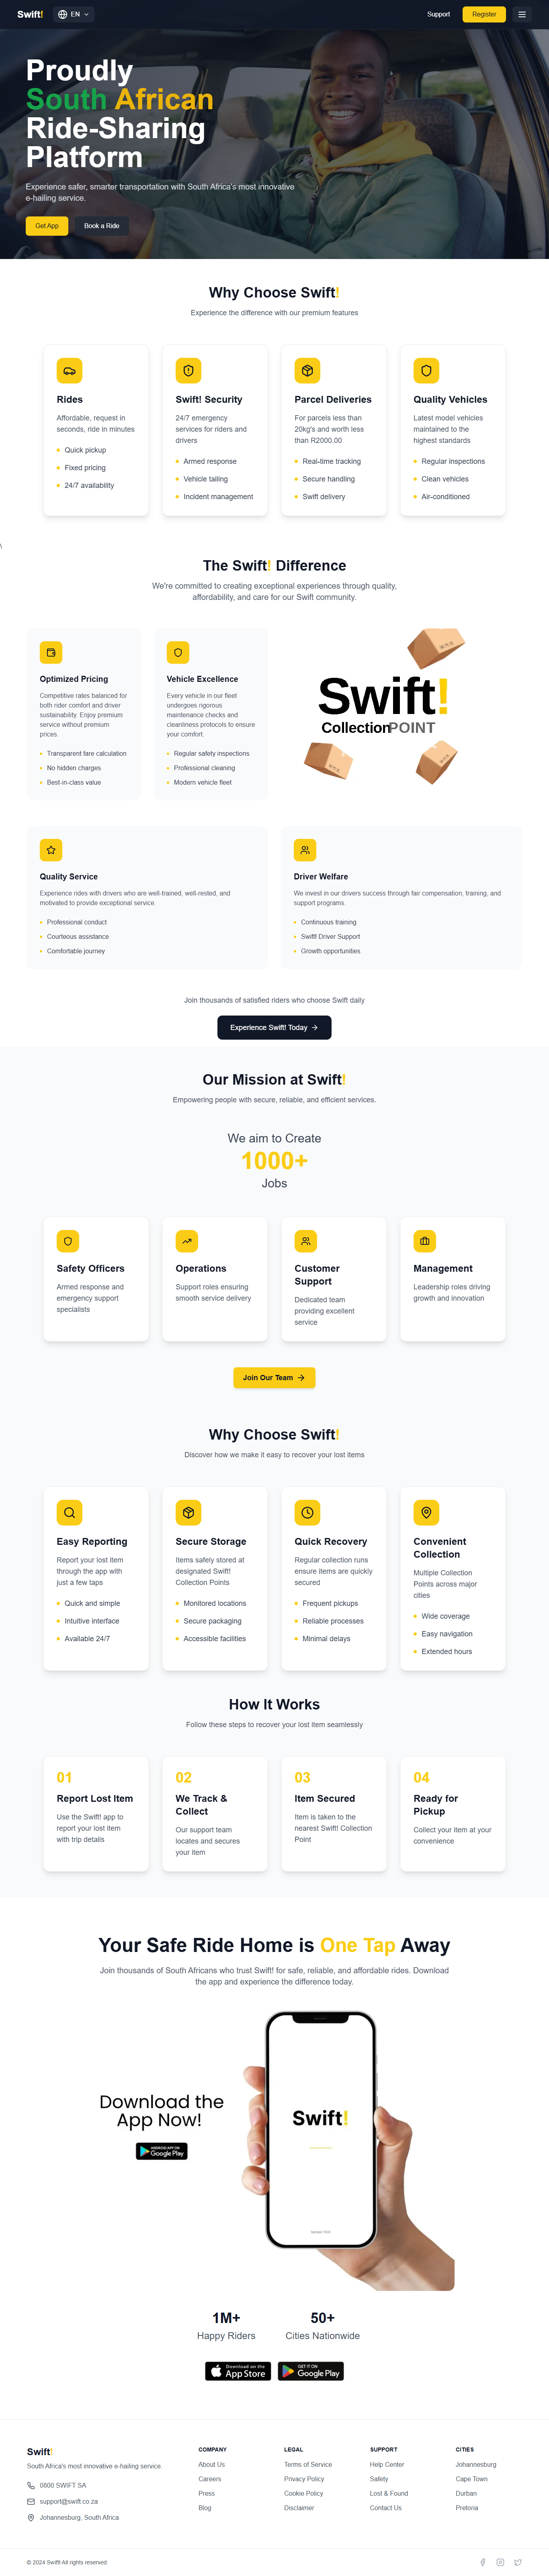 Swift!
EN
Support
Register
Proudly
South African
Ride-Sharing
Platform
Experience safer, smarter transportation with South Africa's most innovative
e-hailing service.
Get App
Book a Ride
Why Choose Swift!
Experience the difference with our premium features
Rides
Affordable, request in
seconds, ride in minutes
Quick pickup
Fixed pricing
24/7 availability
Swift! Security
24/7 emergency
services for riders and
drivers
Armed response
Vehicle tailing
Incident management
Parcel Deliveries
For parcels less than
20kg's and worth less
than R2000.00
Real-time tracking
Secure handling
Swift delivery
Quality Vehicles
Latest model vehicles
maintained to the
highest standards
Regular inspections
Clean vehicles
Air-conditioned
\
The Swift! Difference
We're committed to creating exceptional experiences through quality,
affordability, and care for our Swift community.
Optimized Pricing
Competitive rates balanced for
both rider comfort and driver
sustainability. Enjoy premium
service without premium
prices.
Transparent fare calculation
No hidden charges
Best-in-class value
Vehicle Excellence
Every vehicle in our fleet
undergoes rigorous
maintenance checks and
cleanliness protocols to ensure
your comfort.
Regular safety inspections
Professional cleaning
Modern vehicle fleet
Swift!
CollectionPOINT
Quality Service
Experience rides with drivers who are well-trained, well-rested, and
motivated to provide exceptional service.
Professional conduct
Courteous assistance
Comfortable journey
Driver Welfare
We invest in our drivers success through fair compensation, training, and
support programs.
Continuous training
Swift! Driver Support
Growth opportunities
Join thousands of satisfied riders who choose Swift daily
Experience Swift! Today
Our Mission at Swift!
Empowering people with secure, reliable, and efficient services.
We aim to Create
1000+
Jobs
Safety Officers
Armed response and
emergency support
specialists
Operations
Support roles ensuring
smooth service delivery
Customer
Support
Dedicated team
providing excellent
service
Management
Leadership roles driving
growth and innovation
Join Our Team
Why Choose Swift!
Discover how we make it easy to recover your lost items
Easy Reporting
Report your lost item
through the app with
just a few taps
Quick and simple
Intuitive interface
Available 24/7
Secure Storage
Items safely stored at
designated Swift!
Collection Points
Monitored locations
Secure packaging
Accessible facilities
Quick Recovery
Regular collection runs
ensure items are quickly
secured
Frequent pickups
Reliable processes
Minimal delays
Convenient
Collection
Multiple Collection
Points across major
cities
Wide coverage
Easy navigation
Extended hours
How It Works
Follow these steps to recover your lost item seamlessly
01
Report Lost Item
Use the Swift! app to
report your lost item
with trip details
02
We Track &
Collect
Our support team
locates and secures
your item
03
Item Secured
Item is taken to the
nearest Swift! Collection
Point
04
Ready for
Pickup
Collect your item at your
convenience
Your Safe Ride Home is One Tap Away
Join thousands of South Africans who trust Swift! for safe, reliable, and affordable rides. Download
the app and experience the difference today.
Download the
App Now!
ANDROID APP ON
Google Play
Swift!
1M+
Happy Riders
50+
Cities Nationwide
Download on the
App Store
GET IT ON
Google Play
Swift!
South Africa's most innovative e-hailing service.
0800 SWIFT SA
support@swift.co.za
Johannesburg, South Africa
COMPANY
About Us
Careers
Press
Blog
LEGAL
Terms of Service
Privacy Policy
Cookie Policy
Disclaimer
SUPPORT
Help Center
Safety
Lost & Found
Contact Us
CITIES
Johannesburg
Cape Town
Durban
Pretoria
© 2024 Swift! All rights reserved